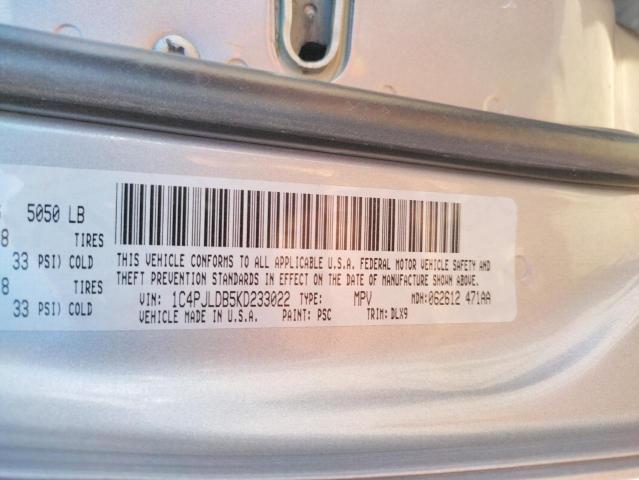 5050 LB
8 TIRES
33 PSI) COLD
8 TIRES
33 PSI) COLD
THIS VEHICLE CONFORMS TO ALL APPLICABLE U.S.A. FEDERAL MOTOR VEHICLE SAFETY AND
THEFT PREVENTION STANDARDS IN EFFECT ON THE DATE OF MANUFACTURE SHOWN ABOVE.
VIN: 1C4PJLDB5KD233022 TYPE: MPV MDH: 062612 471AA
VEHICLE MADE IN U.S.A. PAINT: PSC TRIM: DLX9